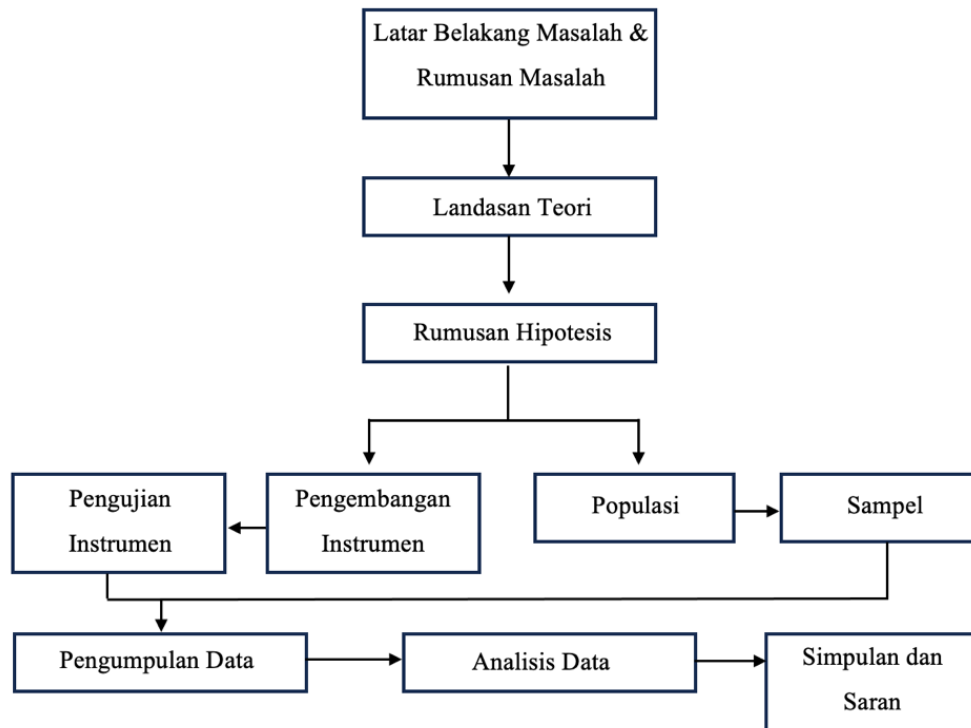 Latar Belakang Masalah &
Rumusan Masalah
Landasan Teori
Rumusan Hipotesis
Pengujian
Instrumen
Pengembangan
Instrumen
Populasi
Sampel
Pengumpulan Data
Analisis Data
Simpulan dan
Saran